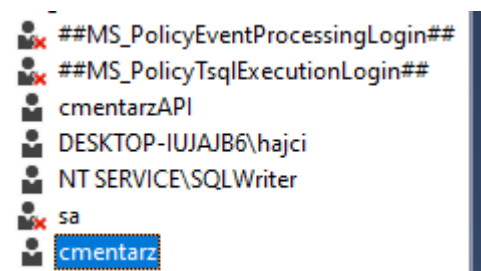 ##MS_PolicyEventProcessingLogin##
##MS_PolicyTsqlExecutionLogin##
cmentarzAPI
DESKTOP-IUJAJB6\hajci
NT SERVICE\SQLWriter
sa
cmentarz